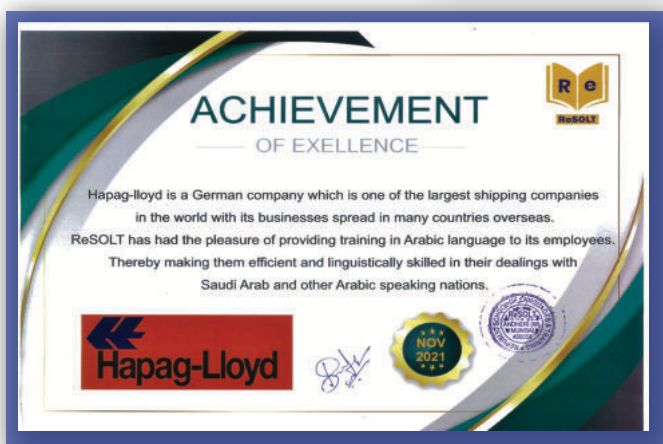 R e
ReSOLT
ACHIEVEMENT
OF EXELLENCE
Hapag-lloyd is a German company which is one of the largest shipping companies
in the world with its businesses spread in many countries overseas.
ReSOLT has had the pleasure of providing training in Arabic language to its employees.
Thereby making them efficient and linguistically skilled in their dealings with
Saudi Arab and other Arabic speaking nations.
Hapag-Lloyd
NOV
2021
ReSOLT
ANDHERI (W)
MUMBAI